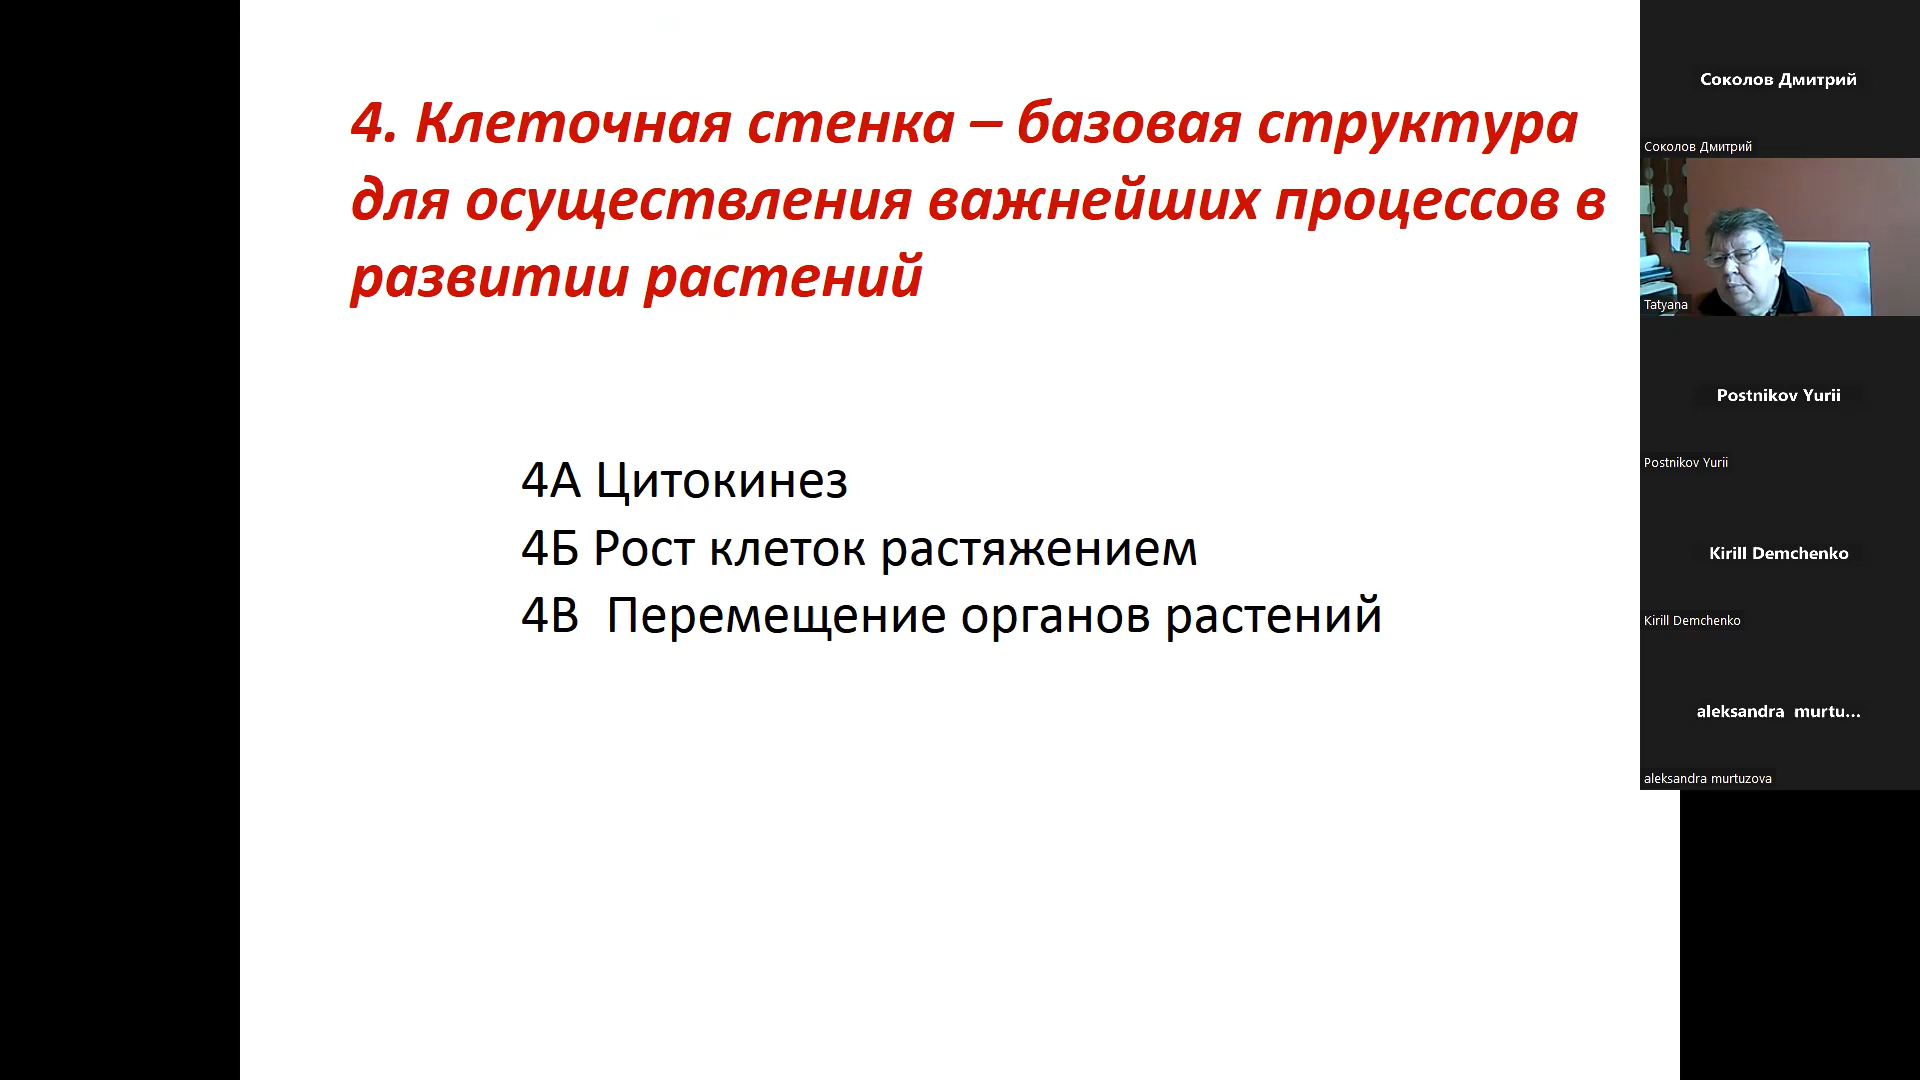 4. Клеточная стенка – базовая структура
для осуществления важнейших процессов в
развитии растений
4А Цитокинез
4Б Рост клеток растяжением
4В Перемещение органов растений
Соколов Дмитрий
Соколов Дмитрий
Tatyana
Postnikov Yurii
Postnikov Yurii
Kirill Demchenko
Kirill Demchenko
aleksandra murtu...
aleksandra murtuzova